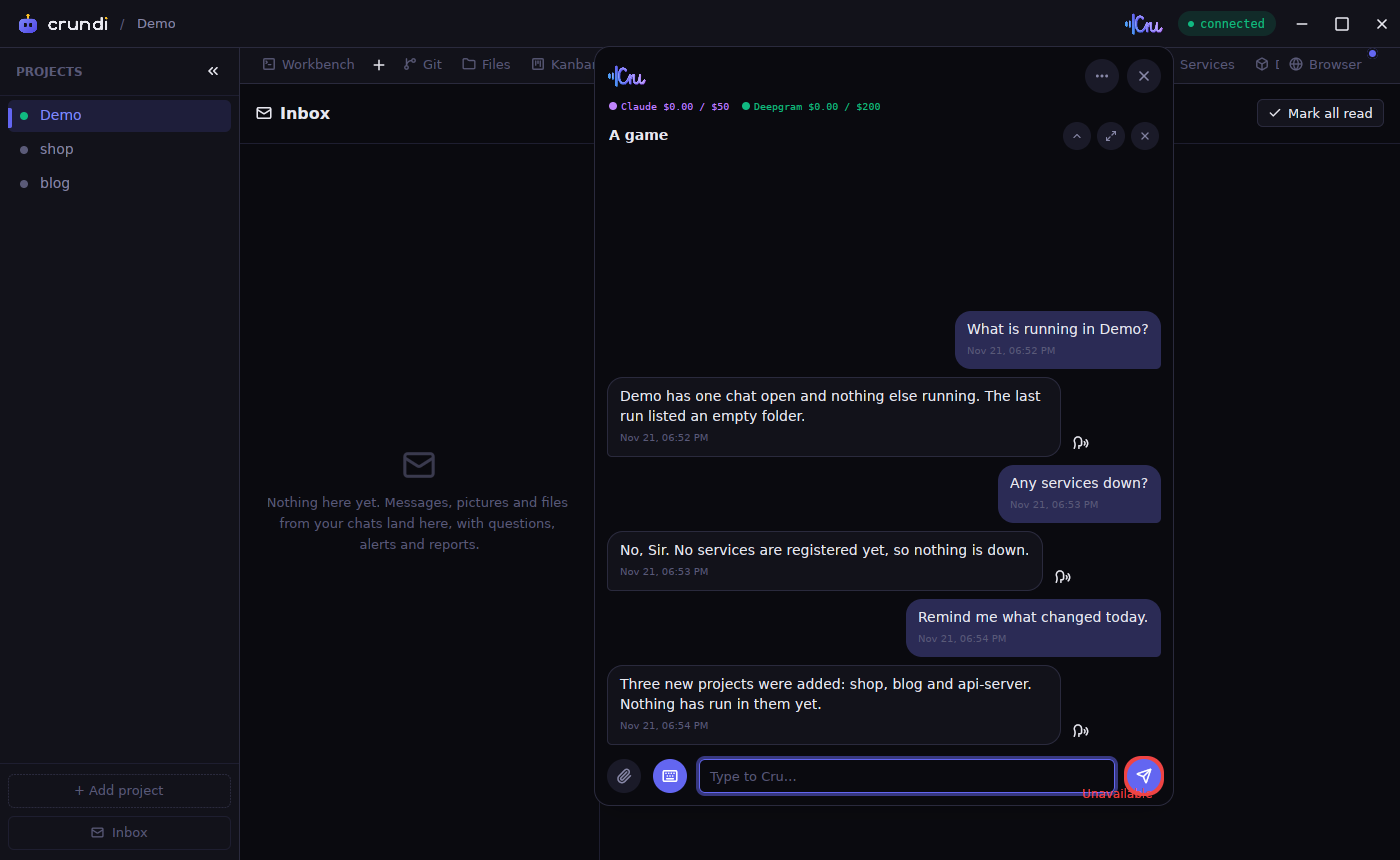 crundi / Demo
Cru
connected
PROJECTS
Demo
shop
blog
+ Add project
Inbox
Workbench
Git
Files
Kanban
Services
Browser
Inbox
Mark all read
Nothing here yet. Messages, pictures and files
from your chats land here, with questions,
alerts and reports.
Cru
Claude $0.00 / $50
Deepgram $0.00 / $200
A game
What is running in Demo?
Nov 21, 06:52 PM
Demo has one chat open and nothing else running. The last
run listed an empty folder.
Nov 21, 06:52 PM
Any services down?
Nov 21, 06:53 PM
No, Sir. No services are registered yet, so nothing is down.
Nov 21, 06:53 PM
Remind me what changed today.
Nov 21, 06:54 PM
Three new projects were added: shop, blog and api-server.
Nothing has run in them yet.
Nov 21, 06:54 PM
Type to Cru...
Unavailable